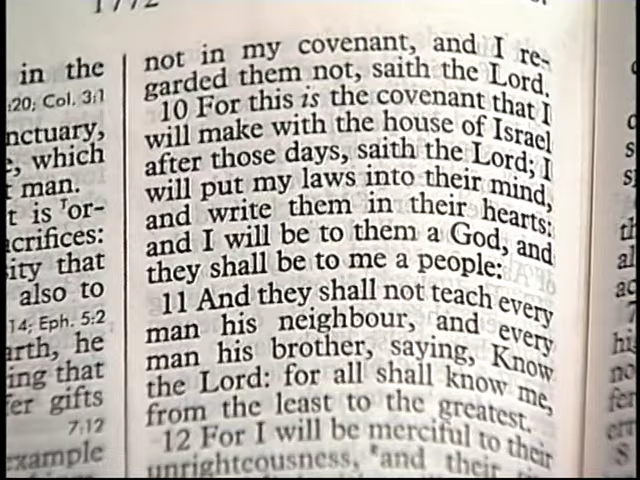 1772
in the
:20; Col. 3:1
nctuary,
, which
man.
t is ror-
crifices:
ity that
also to
14; Eph. 5:2
arth, he
ing that
er gifts
7:12
example
not in my covenant, and I re-
garded them not, saith the Lord.
10 For this is the covenant that I
will make with the house of Israel
after those days, saith the Lord; I
will put my laws into their mind,
and write them in their hearts:
and I will be to them a God, and
they shall be to me a people:
11 And they shall not teach every
man his neighbour, and every
man his brother, saying, Know
the Lord: for all shall know me,
from the least to the greatest.
12 For I will be merciful to their
unrighteousness, and their